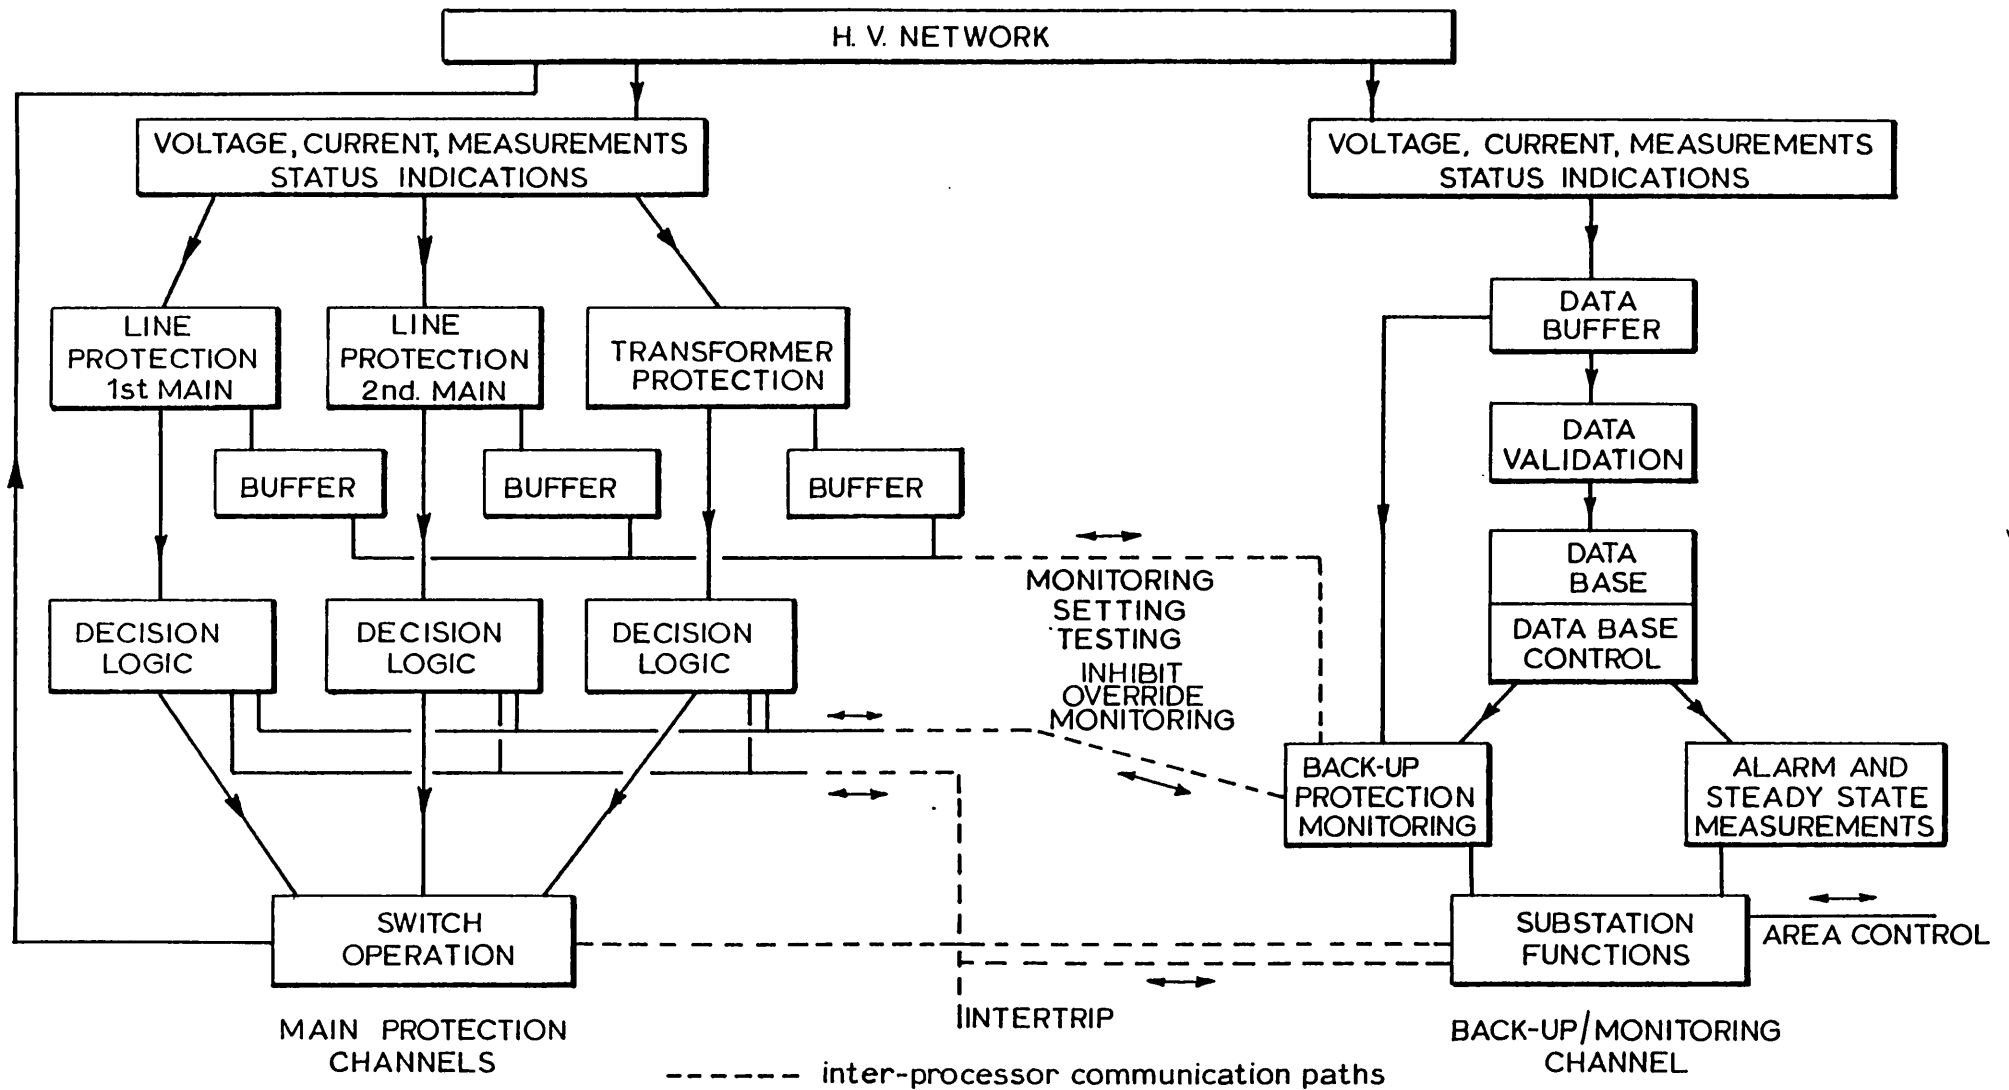 H. V. NETWORK
VOLTAGE, CURRENT, MEASUREMENTS
STATUS INDICATIONS
VOLTAGE, CURRENT, MEASUREMENTS
STATUS INDICATIONS
LINE
PROTECTION
1st MAIN
LINE
PROTECTION
2nd. MAIN
TRANSFORMER
PROTECTION
DATA
BUFFER
DATA
VALIDATION
BUFFER
BUFFER
BUFFER
DATA
BASE
DATA BASE
CONTROL
MONITORING
SETTING
TESTING
INHIBIT
OVERRIDE
MONITORING
DECISION
LOGIC
DECISION
LOGIC
DECISION
LOGIC
BACK-UP
PROTECTION
MONITORING
ALARM AND
STEADY STATE
MEASUREMENTS
SWITCH
OPERATION
SUBSTATION
FUNCTIONS
AREA CONTROL
INTERTRIP
MAIN PROTECTION
CHANNELS
BACK-UP/MONITORING
CHANNEL
inter-processor communication paths